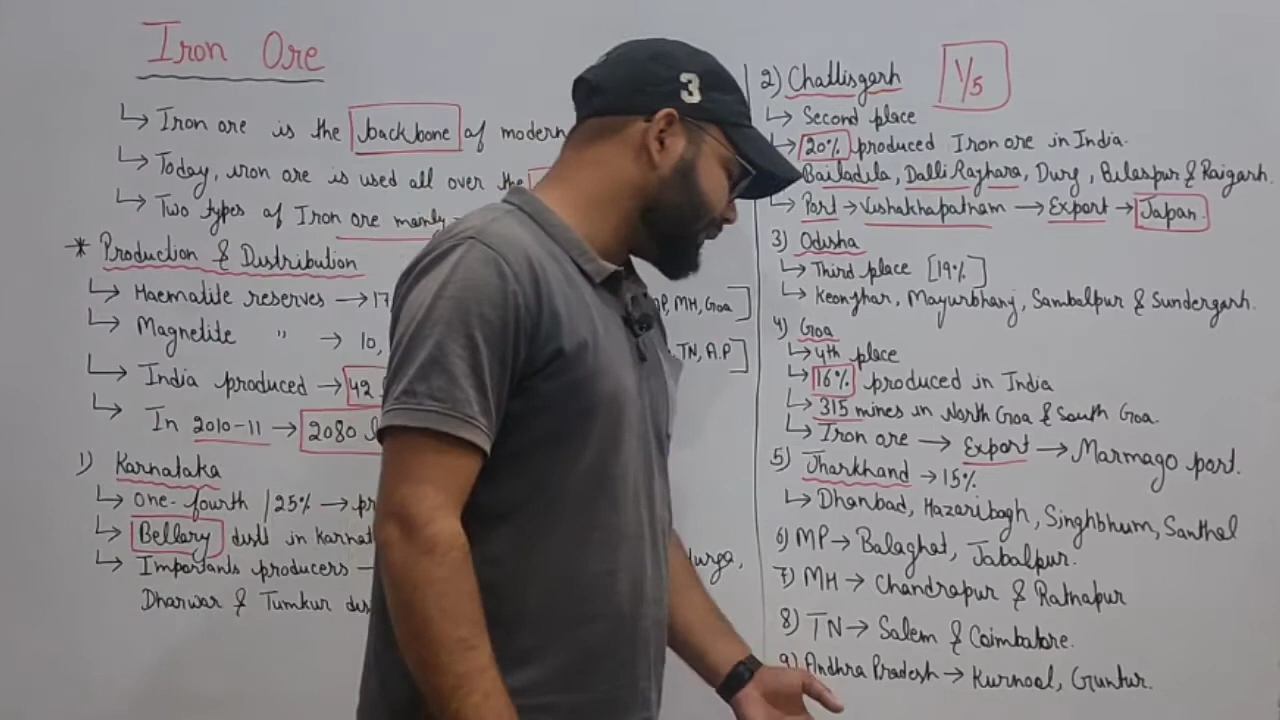 Iron Ore
↳ Iron ore is the backbone of modern
↳ Today, iron ore is used all over the
↳ Two types of Iron ore mainly
* Production & Distribution
↳ Haematite reserves → 17
P, MH, Goa]
↳ Magnetite " → 10,
TN, A.P]
↳ India produced → 42
↳ In 2010-11 → 2080
1) Karnataka
↳ One-fourth / 25% → pr
↳ Bellary distt in Karnat
↳ Importants producers
durga,
Dharwar & Tumkur dis
3
2) Chattisgarh 1/5
↳ Second place
↳ 20% produced Iron ore in India.
Bailadila, Dalli Rajhara, Durg, Bilaspur & Raigarh.
↳ Port → Vishakhapatnam → Export → Japan.
3) Odisha
↳ Third place [19%]
↳ Keonjhar, Mayurbhanj, Sambalpur & Sundergarh.
4) Goa
↳ 4th place
↳ 16% produced in India
↳ 315 mines in North Goa & South Goa.
↳ Iron ore → Export → Marmago port.
5) Jharkhand → 15%
↳ Dhanbad, Hazaribagh, Singhbhum, Santhal
6) MP → Balaghat, Jabalpur.
7) MH → Chandrapur & Ratnapur
8) TN → Salem & Coimbatore.
9) Andhra Pradesh → Kurnool, Guntur.